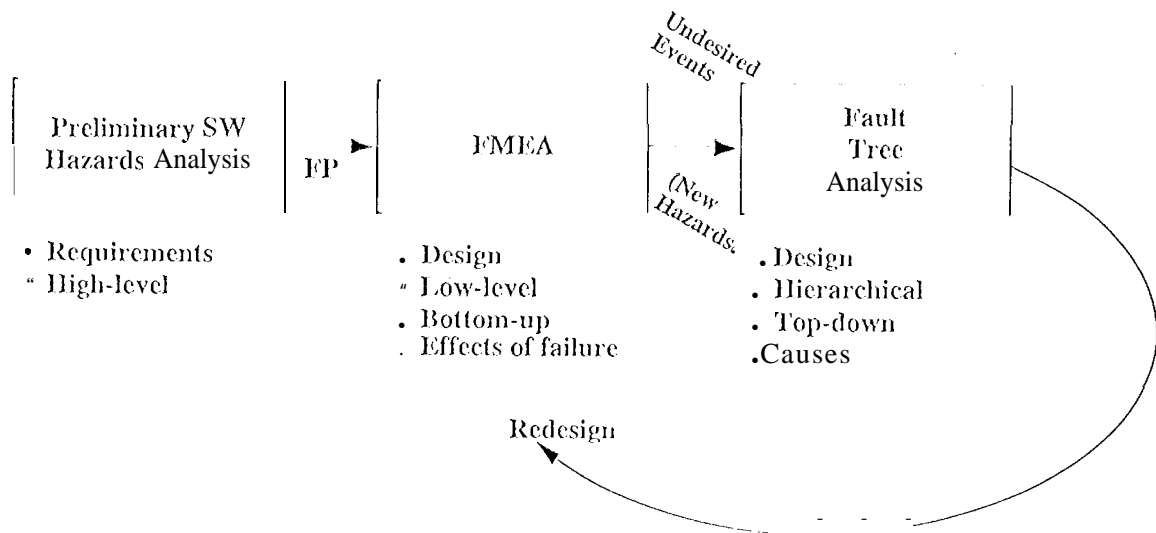 Preliminary SW
Hazards Analysis
FP
FMEA
Undesired
Events
(New
Hazards.
Fault
Tree
Analysis
• Requirements
“ High-level
. Design
“ Low-level
. Bottom-up
. Effects of failure
. Design
. Hierarchical
. Top-down
.Causes
Redesign